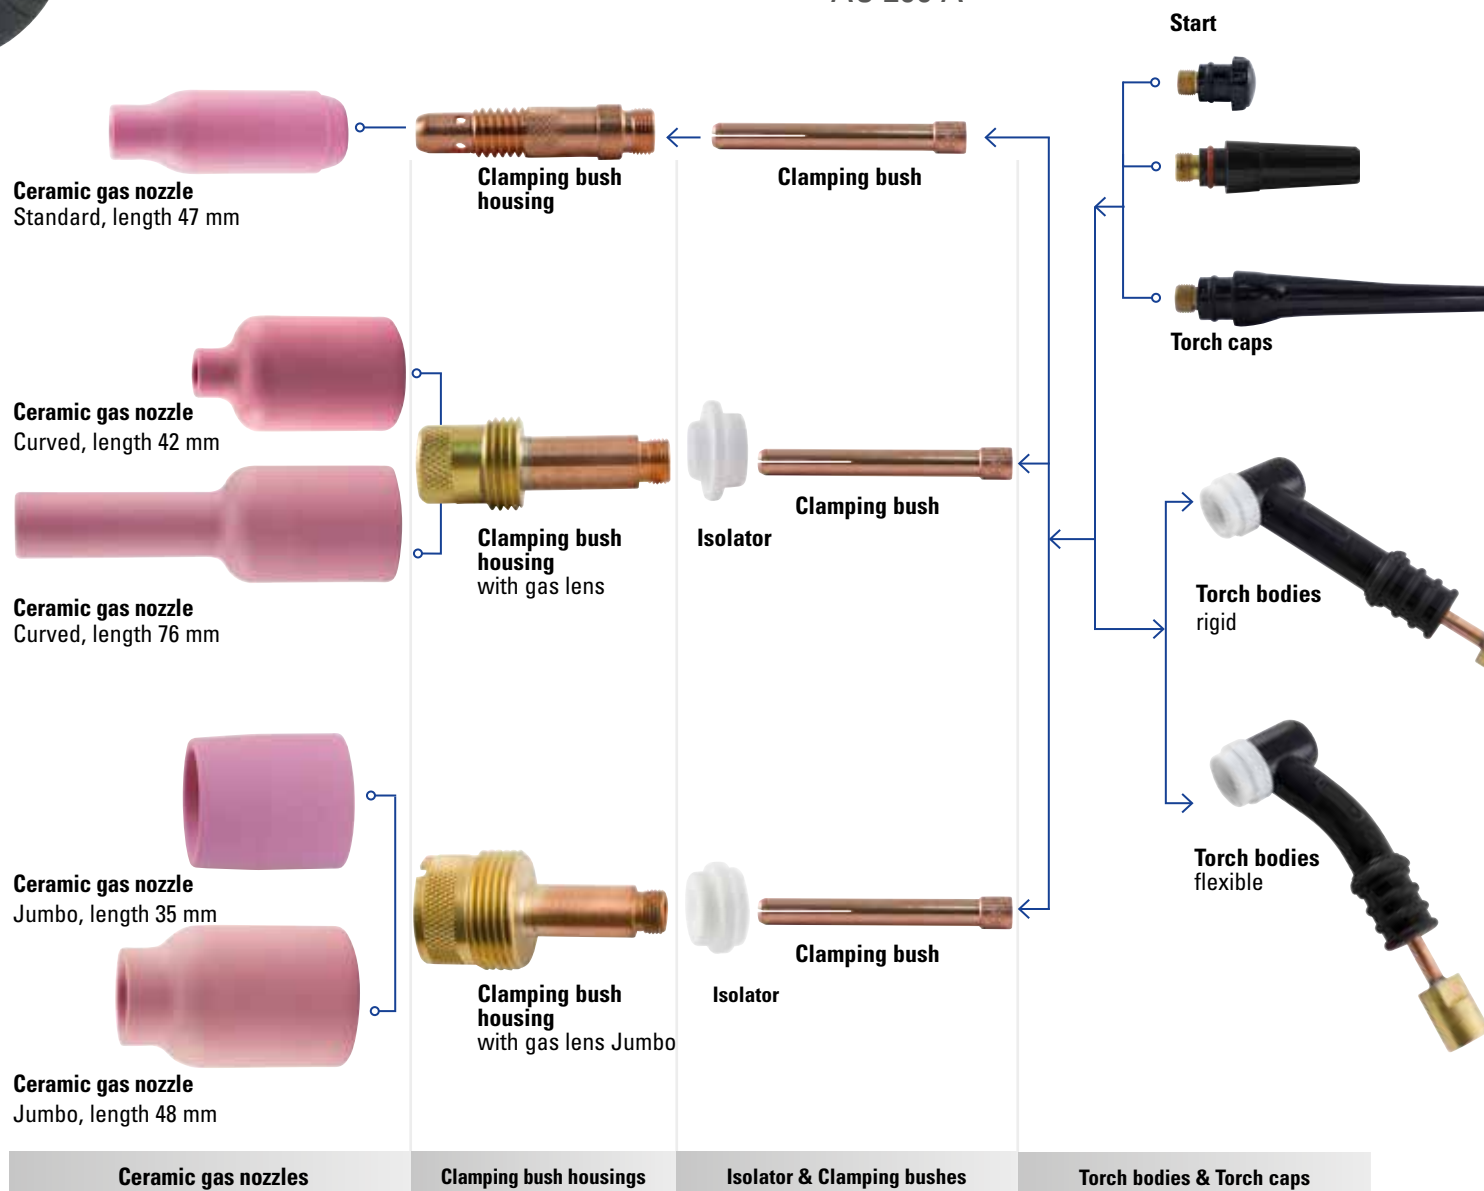 Start
Ceramic gas nozzle
Standard, length 47 mm
Clamping bush
housing
Clamping bush
Torch caps
Ceramic gas nozzle
Curved, length 42 mm
Clamping bush
housing
with gas lens
Isolator
Clamping bush
Ceramic gas nozzle
Curved, length 76 mm
Torch bodies
rigid
Ceramic gas nozzle
Jumbo, length 35 mm
Clamping bush
housing
with gas lens Jumbo
Isolator
Clamping bush
Torch bodies
flexible
Ceramic gas nozzle
Jumbo, length 48 mm
Ceramic gas nozzles
Clamping bush housings
Isolator & Clamping bushes
Torch bodies & Torch caps